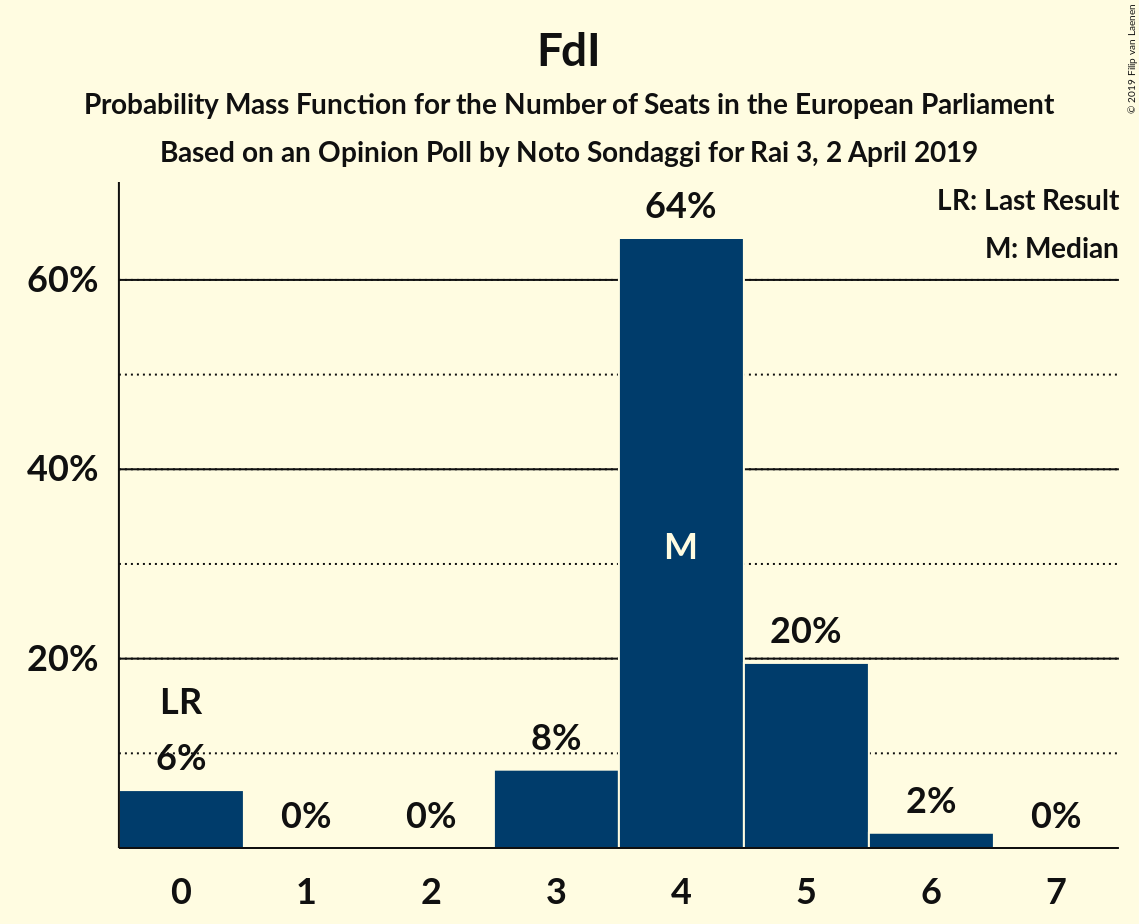 FdI
Probability Mass Function for the Number of Seats in the European Parliament
Based on an Opinion Poll by Noto Sondaggi for Rai 3, 2 April 2019
© 2019 Filip van Laenen
LR: Last Result
M: Median
64%
60%
40%
M
20%
20%
LR
8%
6%
2%
0%
0%
0%
0 1 2 3 4 5 6 7